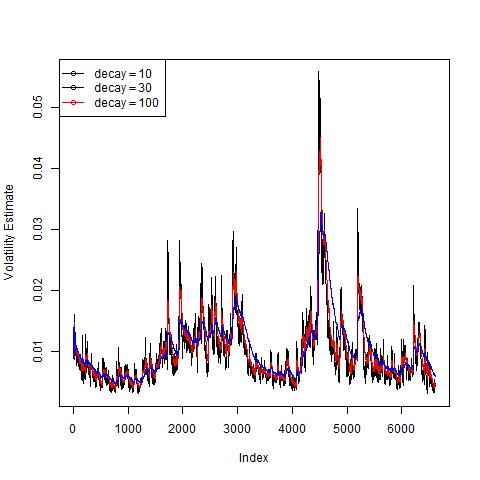 decay = 10
decay = 30
decay = 100
Volatility Estimate
0.05
0.04
0.03
0.02
0.01
0 1000 2000 3000 4000 5000 6000
Index